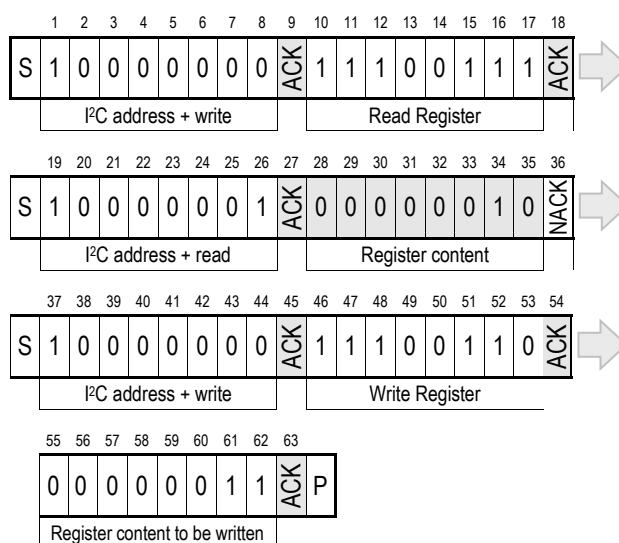 1 2 3 4 5 6 7 8 9 10 11 12 13 14 15 16 17 18
S 1 0 0 0 0 0 0 0 ACK 1 1 1 0 0 1 1 1 ACK
I²C address + write Read Register
19 20 21 22 23 24 25 26 27 28 29 30 31 32 33 34 35 36
S 1 0 0 0 0 0 0 1 ACK 0 0 0 0 0 0 1 0 NACK
I²C address + read Register content
37 38 39 40 41 42 43 44 45 46 47 48 49 50 51 52 53 54
S 1 0 0 0 0 0 0 0 ACK 1 1 1 0 0 1 1 0 ACK
I²C address + write Write Register
55 56 57 58 59 60 61 62 63
0 0 0 0 0 0 1 1 ACK P
Register content to be written